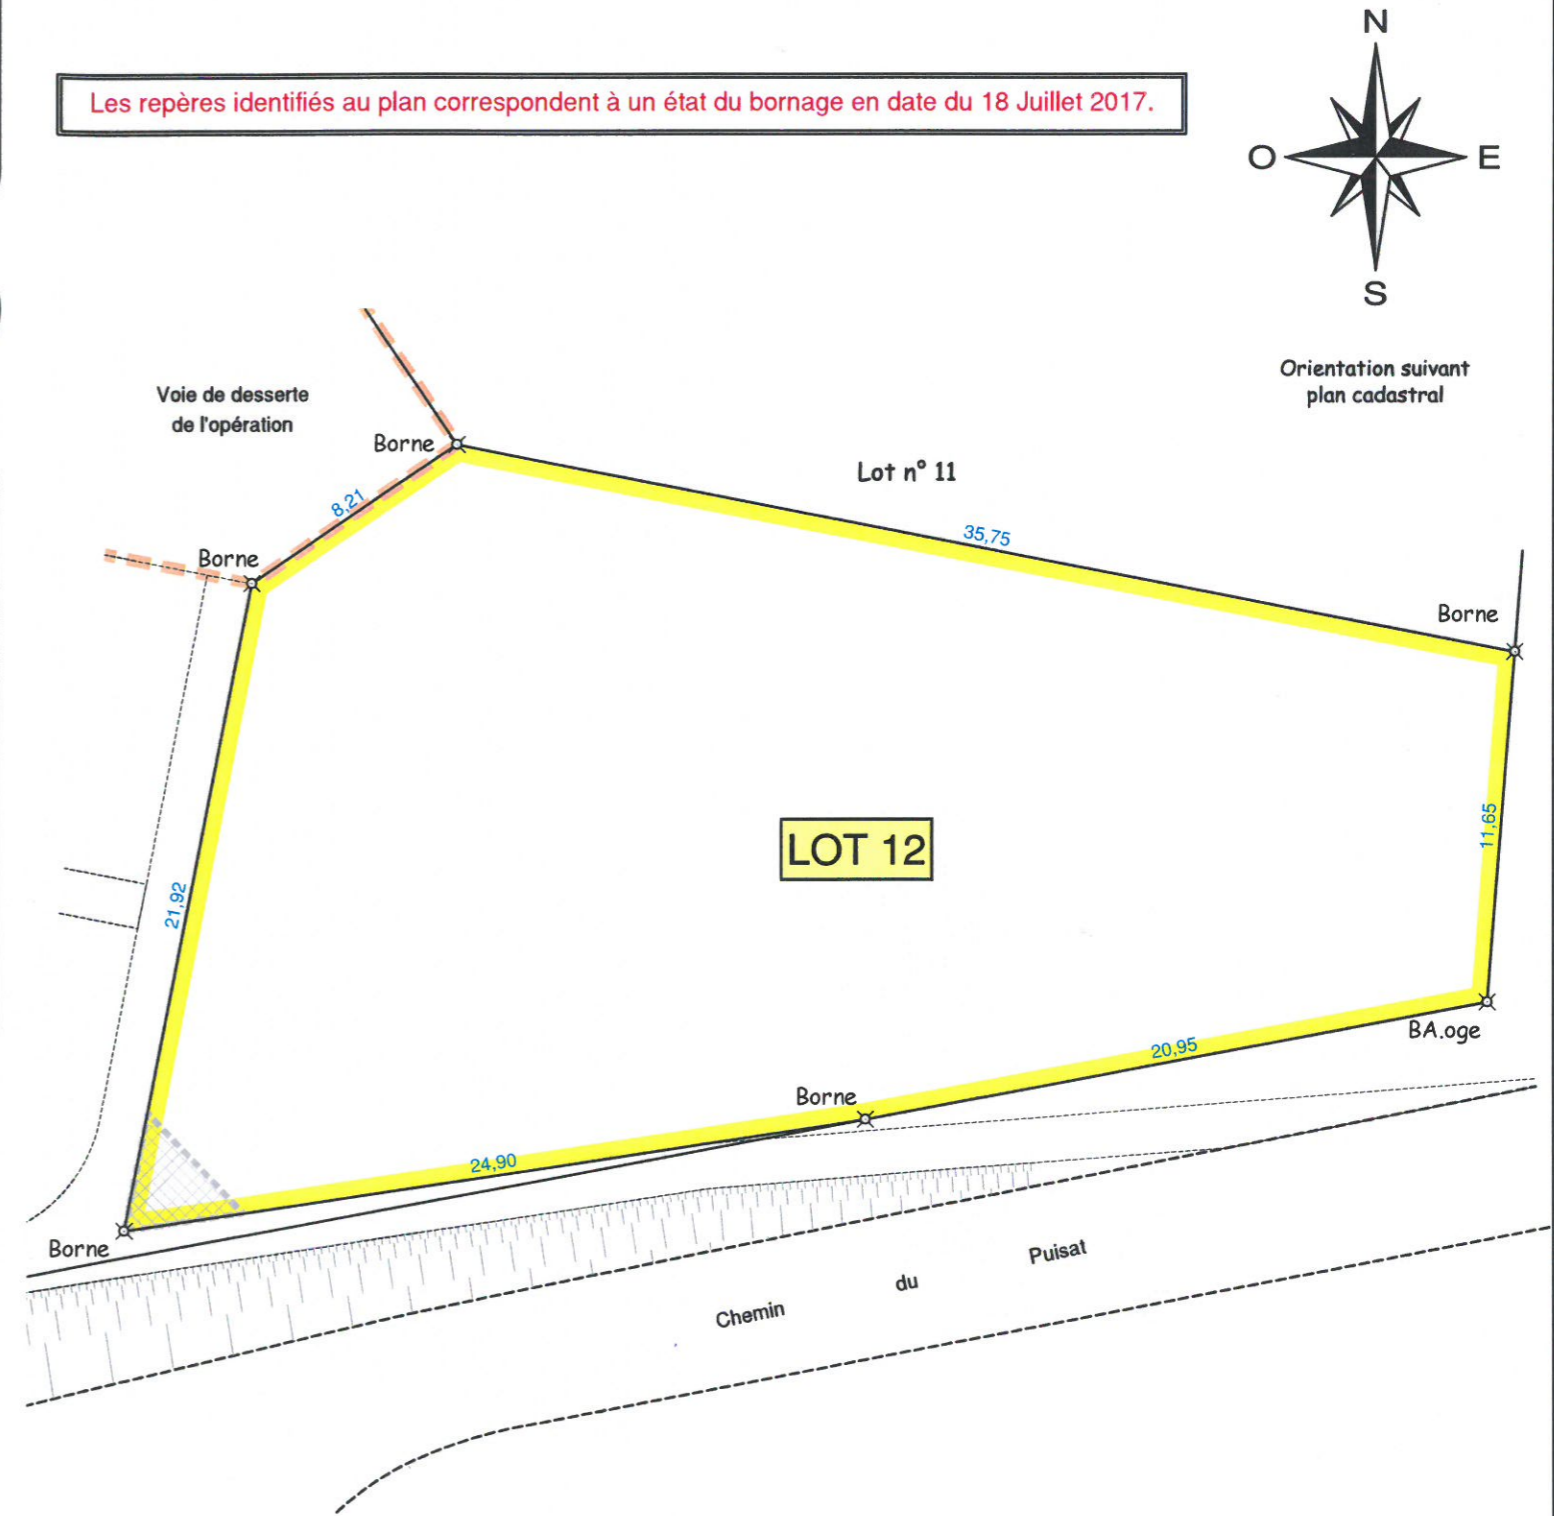 N
Les repères identifiés au plan correspondent à un état du bornage en date du 18 Juillet 2017.
O
E
S
Orientation suivant
plan cadastral
Voie de desserte
de l'opération
Borne
Lot n° 11
8,21
35,75
Borne
Borne
LOT 12
11,65
21,92
BA.oge
20,95
Borne
24,90
Borne
Chemin du Puisat